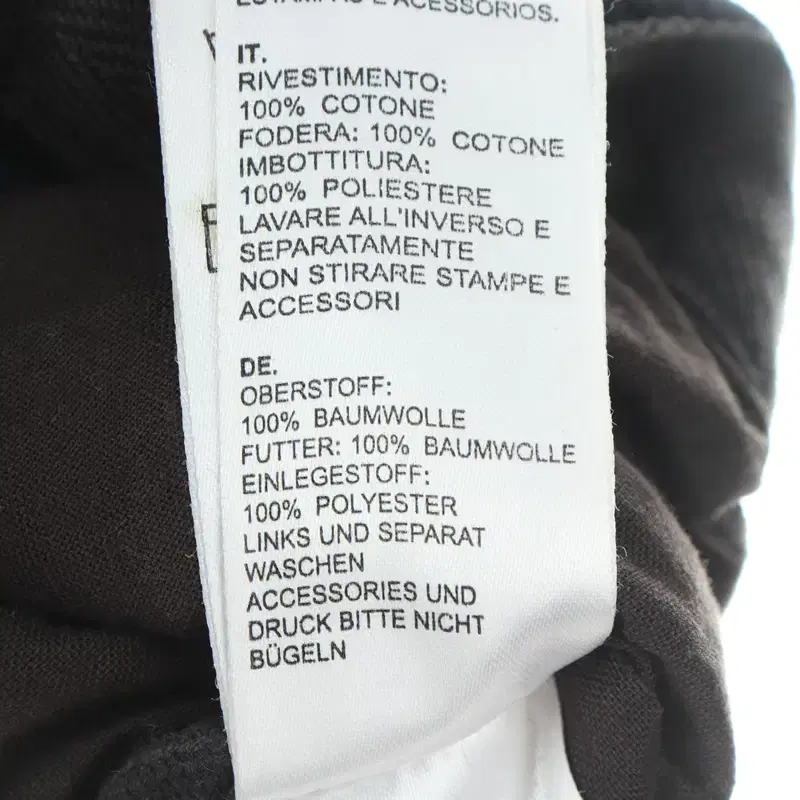 ESTAMPAS E ACESSÓRIOS.
IT.
RIVESTIMENTO:
100% COTONE
FODERA: 100% COTONE
IMBOTTITURA:
100% POLIESTERE
LAVARE ALL'INVERSO E
SEPARATAMENTE
NON STIRARE STAMPE E
ACCESSORI
DE.
OBERSTOFF:
100% BAUMWOLLE
FUTTER: 100% BAUMWOLLE
EINLEGESTOFF:
100% POLYESTER
LINKS UND SEPARAT
WASCHEN
ACCESSORIES UND
DRUCK BITTE NICHT
BÜGELN